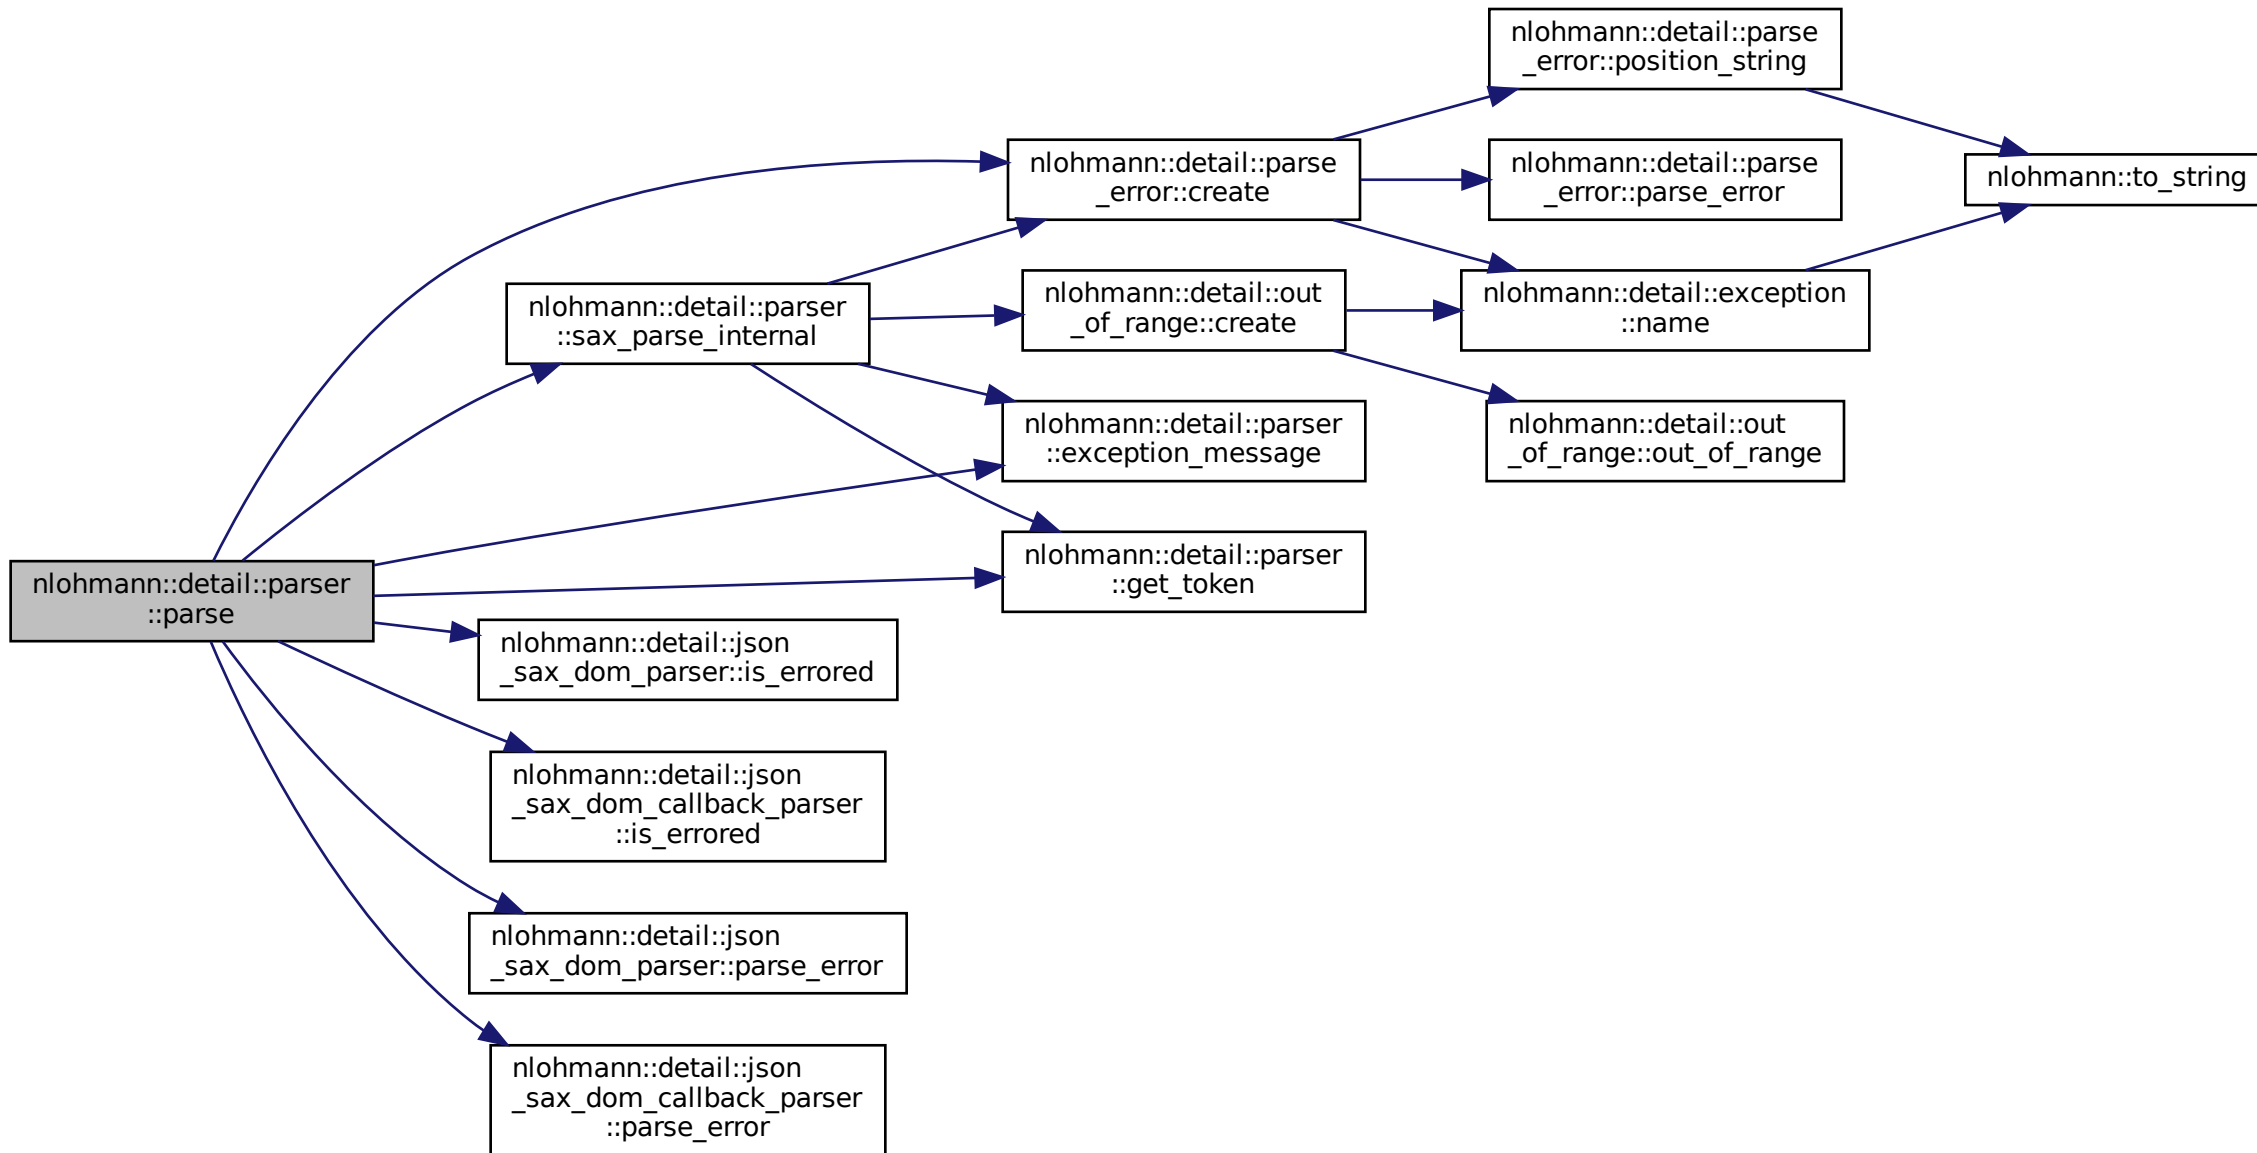 nlohmann::detail::parse
_error::position_string
nlohmann::detail::parse
_error::create
nlohmann::detail::parse
_error::parse_error
nlohmann::to_string
nlohmann::detail::parser
::sax_parse_internal
nlohmann::detail::out
_of_range::create
nlohmann::detail::exception
::name
nlohmann::detail::parser
::exception_message
nlohmann::detail::out
_of_range::out_of_range
nlohmann::detail::parser
::parse
nlohmann::detail::parser
::get_token
nlohmann::detail::json
_sax_dom_parser::is_errored
nlohmann::detail::json
_sax_dom_callback_parser
::is_errored
nlohmann::detail::json
_sax_dom_parser::parse_error
nlohmann::detail::json
_sax_dom_callback_parser
::parse_error